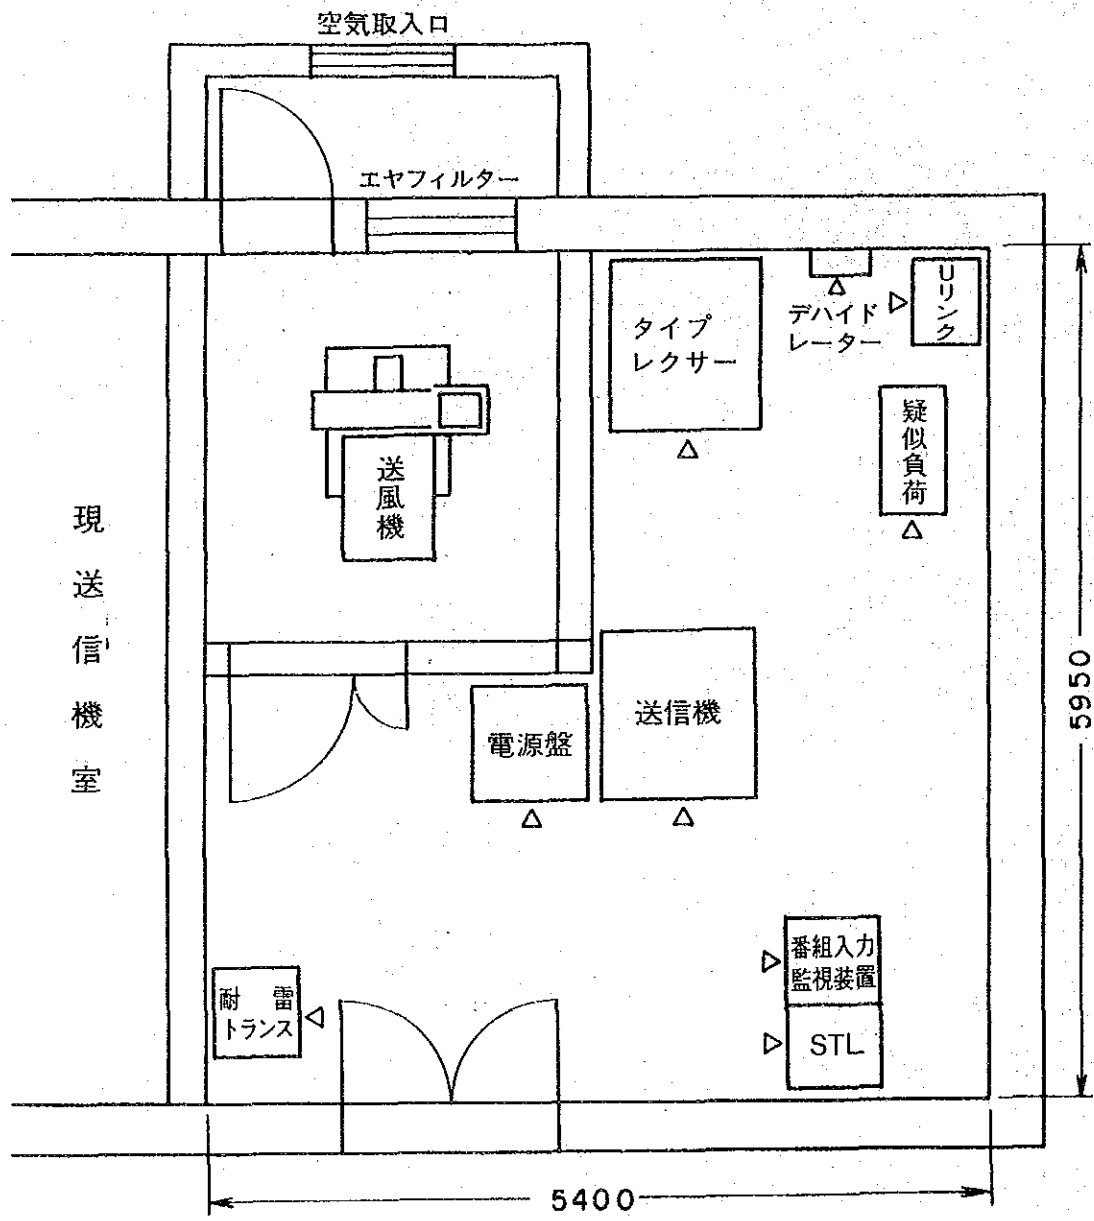 空気取入口
エヤフィルター
タイプ
レクサー
デハイド
レーター
Uリンク
疑似負荷
送風機
現送信機室
送信機
電源盤
5950
番組入力
監視装置
STL
耐雷
トランス
5400